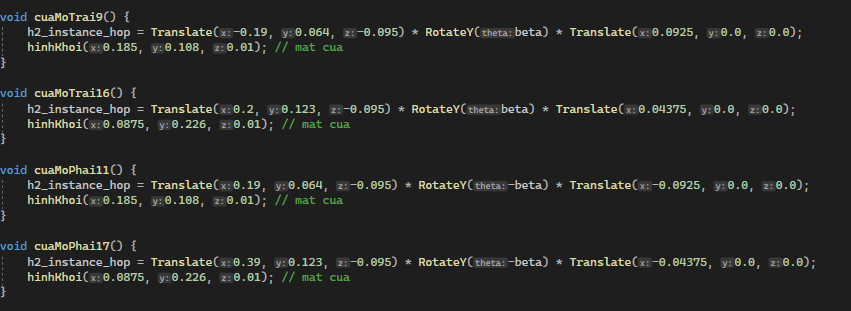 void cuaMoTrai9() {
h2_instance_hop = Translate(x:-0.19, y:0.064, z:-0.095) * RotateY(theta:beta) * Translate(x:0.0925, y:0.0, z:0.0);
hinhKhoi(x:0.185, y:0.108, z:0.01); // mat cua
}
void cuaMoTrai16() {
h2_instance_hop = Translate(x:0.2, y:0.123, z:-0.095) * RotateY(theta:beta) * Translate(x:0.04375, y:0.0, z:0.0);
hinhKhoi(x:0.0875, y:0.226, z:0.01); // mat cua
}
void cuaMoPhai11() {
h2_instance_hop = Translate(x:0.19, y:0.064, z:-0.095) * RotateY(theta:-beta) * Translate(x:-0.0925, y:0.0, z:0.0);
hinhKhoi(x:0.185, y:0.108, z:0.01); // mat cua
}
void cuaMoPhai17() {
h2_instance_hop = Translate(x:0.39, y:0.123, z:-0.095) * RotateY(theta:-beta) * Translate(x:-0.04375, y:0.0, z:0.0);
hinhKhoi(x:0.0875, y:0.226, z:0.01); // mat cua
}